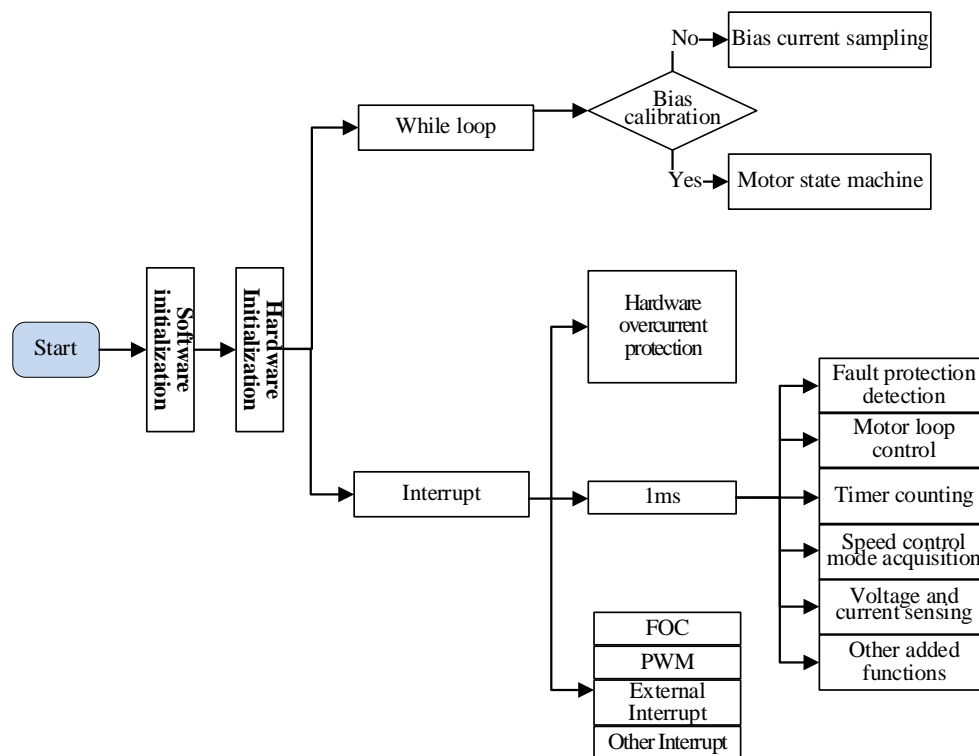 Start
Software
initialization
Hardware
Initialization
While loop
Bias
calibration
No
Bias current sampling
Yes
Motor state machine
Interrupt
Hardware
overcurrent
protection
1ms
Fault protection
detection
Motor loop
control
Timer counting
Speed control
mode acquisition
Voltage and
current sensing
Other added
functions
FOC
PWM
External
Interrupt
Other Interrupt